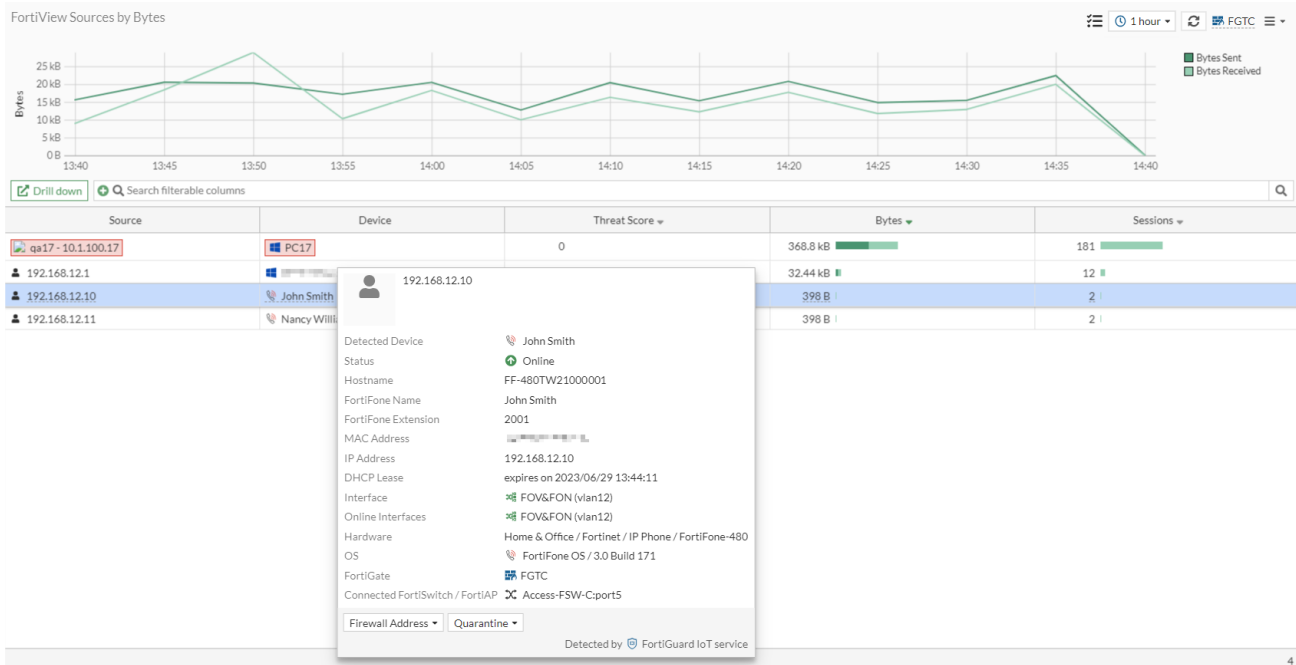 FortiView Sources by Bytes
1 hour FGTC
Bytes Sent
Bytes Received
Bytes
25 kB
20 kB
15 kB
10 kB
5 kB
0 B
13:40 13:45 13:50 13:55 14:00 14:05 14:10 14:15 14:20 14:25 14:30 14:35 14:40
Drill down Search filterable columns
Source Device Threat Score Bytes Sessions
qa17 - 10.1.100.17 PC17 0 368.8 kB 181
192.168.12.1 32.44 kB 12
192.168.12.10 John Smith 398 B 2
192.168.12.11 Nancy 398 B 2
192.168.12.10
Detected Device John Smith
Status Online
Hostname FF-480TW21000001
FortiFone Name John Smith
FortiFone Extension 2001
MAC Address
IP Address 192.168.12.10
DHCP Lease expires on 2023/06/29 13:44:11
Interface FOV&FON (vlan12)
Online Interfaces FOV&FON (vlan12)
Hardware Home & Office / Fortinet / IP Phone / FortiFone-480
OS FortiFone OS / 3.0 Build 171
FortiGate FGTC
Connected FortiSwitch / FortiAP Access-FSW-C:port5
Firewall Address Quarantine
Detected by FortiGuard IoT service
4